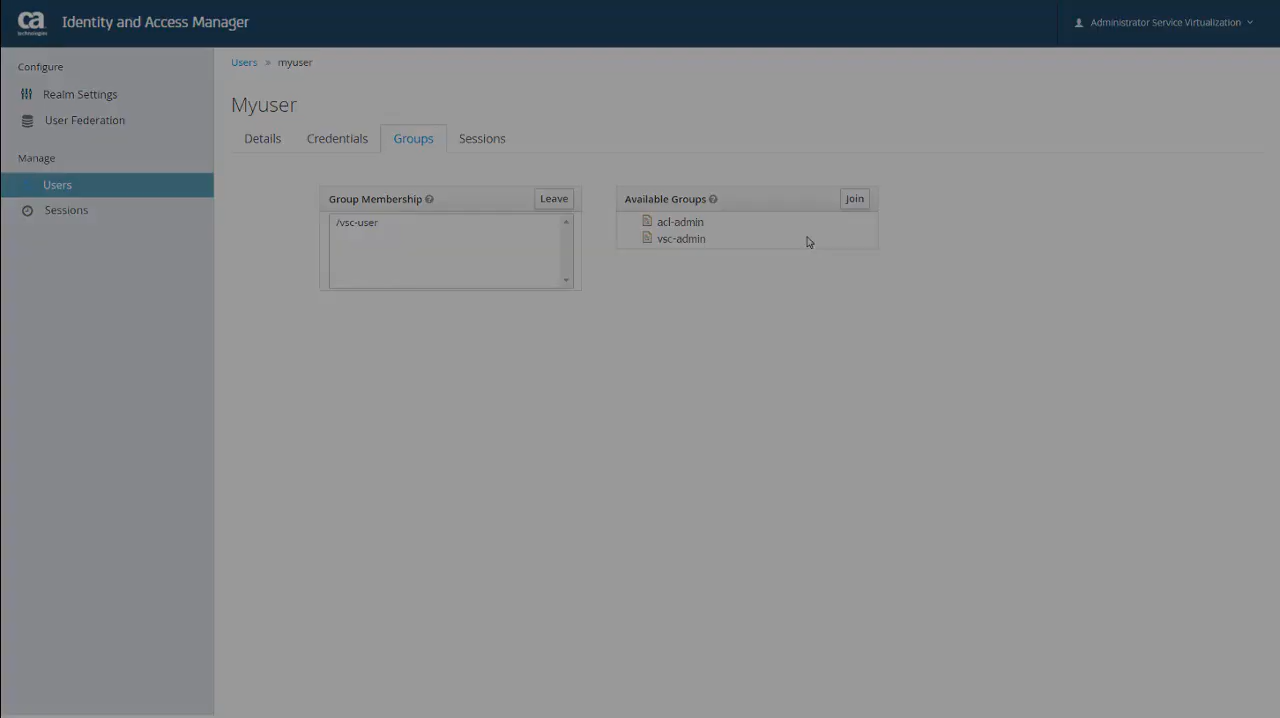 ca
technologies
Identity and Access Manager
Administrator Service Virtualization
Configure
Realm Settings
User Federation
Manage
Users
Sessions
Users » myuser
Myuser
Details Credentials Groups Sessions
Group Membership Leave
/vsc-user
Available Groups Join
acl-admin
vsc-admin